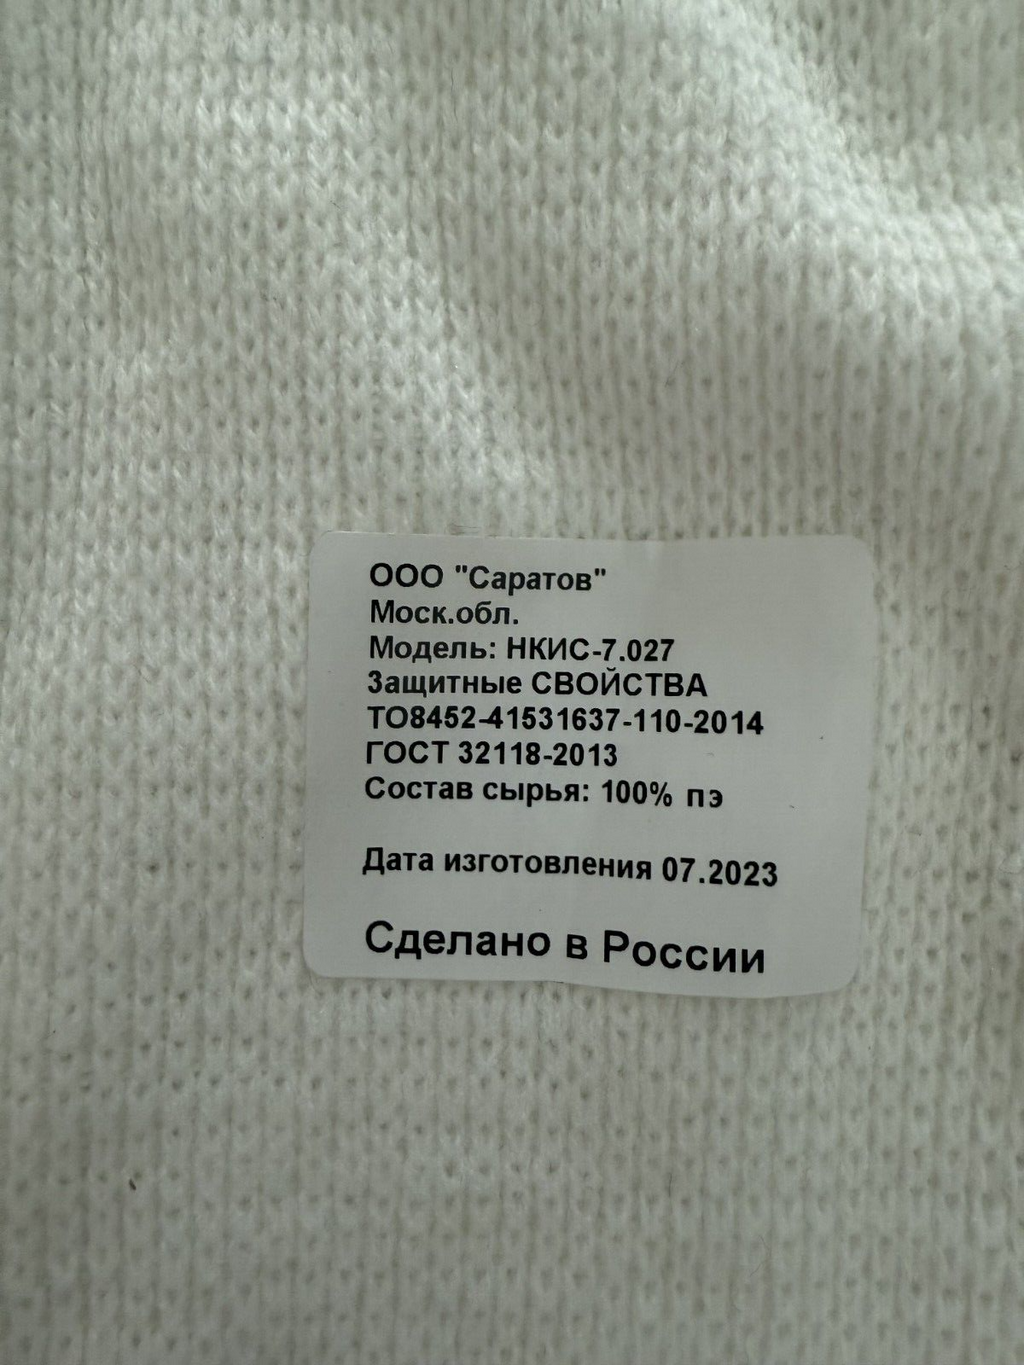 ООО "Саратов"
Моск.обл.
Модель: НКИС-7.027
Защитные СВОЙСТВА
ТО8452-41531637-110-2014
ГОСТ 32118-2013
Состав сырья: 100% пэ
Дата изготовления 07.2023
Сделано в России